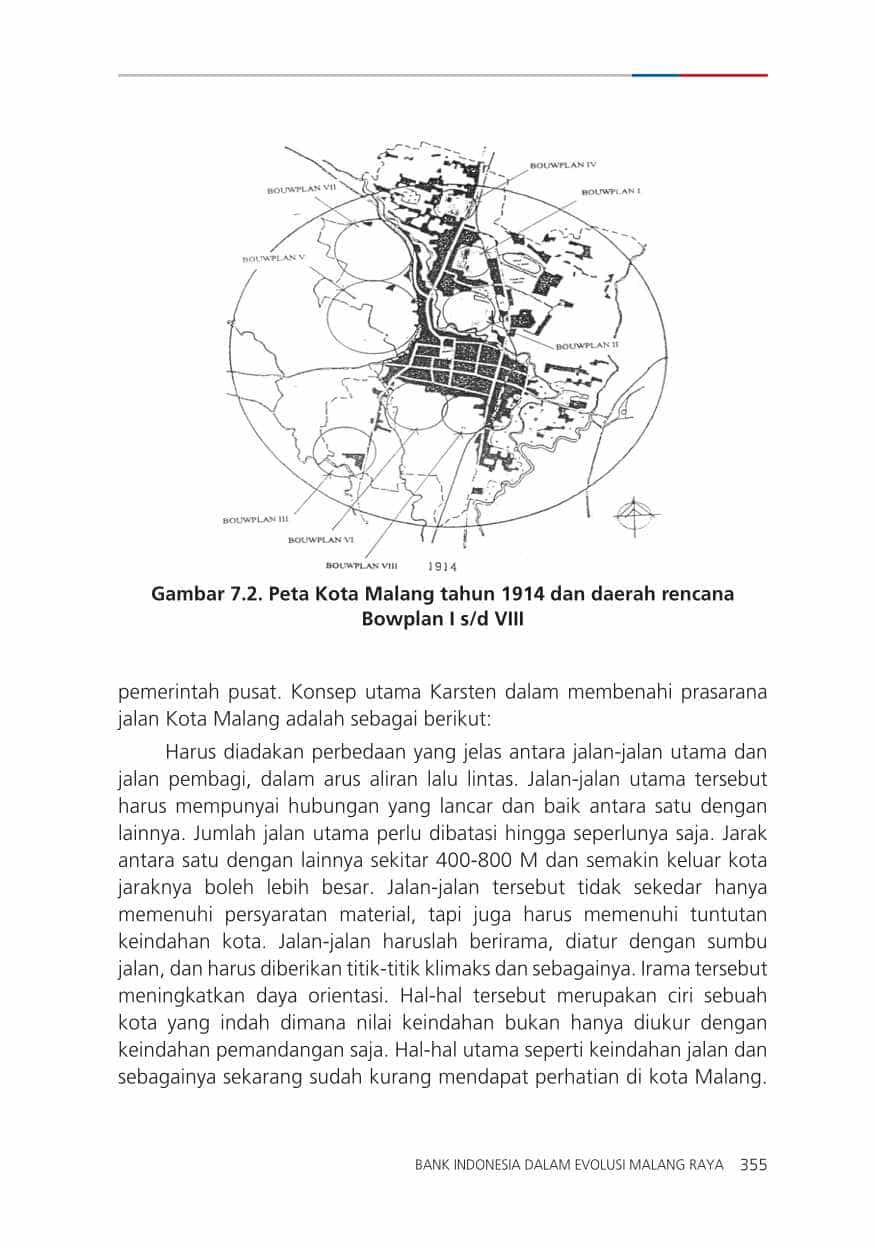 BOUWPLAN IV
BOUWPLAN VII
BOUWPLAN I
BOUWPLAN V
BOUWPLAN II
BOUWPLAN III
BOUWPLAN VI
BOUWPLAN VIII
1914
Gambar 7.2. Peta Kota Malang tahun 1914 dan daerah rencana
Bowplan I s/d VIII
pemerintah pusat. Konsep utama Karsten dalam membenahi prasarana
jalan Kota Malang adalah sebagai berikut:
Harus diadakan perbedaan yang jelas antara jalan-jalan utama dan
jalan pembagi, dalam arus aliran lalu lintas. Jalan-jalan utama tersebut
harus mempunyai hubungan yang lancar dan baik antara satu dengan
lainnya. Jumlah jalan utama perlu dibatasi hingga seperlunya saja. Jarak
antara satu dengan lainnya sekitar 400-800 M dan semakin keluar kota
jaraknya boleh lebih besar. Jalan-jalan tersebut tidak sekedar hanya
memenuhi persyaratan material, tapi juga harus memenuhi tuntutan
keindahan kota. Jalan-jalan haruslah berirama, diatur dengan sumbu
jalan, dan harus diberikan titik-titik klimaks dan sebagainya. Irama tersebut
meningkatkan daya orientasi. Hal-hal tersebut merupakan ciri sebuah
kota yang indah dimana nilai keindahan bukan hanya diukur dengan
keindahan pemandangan saja. Hal-hal utama seperti keindahan jalan dan
sebagainya sekarang sudah kurang mendapat perhatian di kota Malang.
BANK INDONESIA DALAM EVOLUSI MALANG RAYA 355